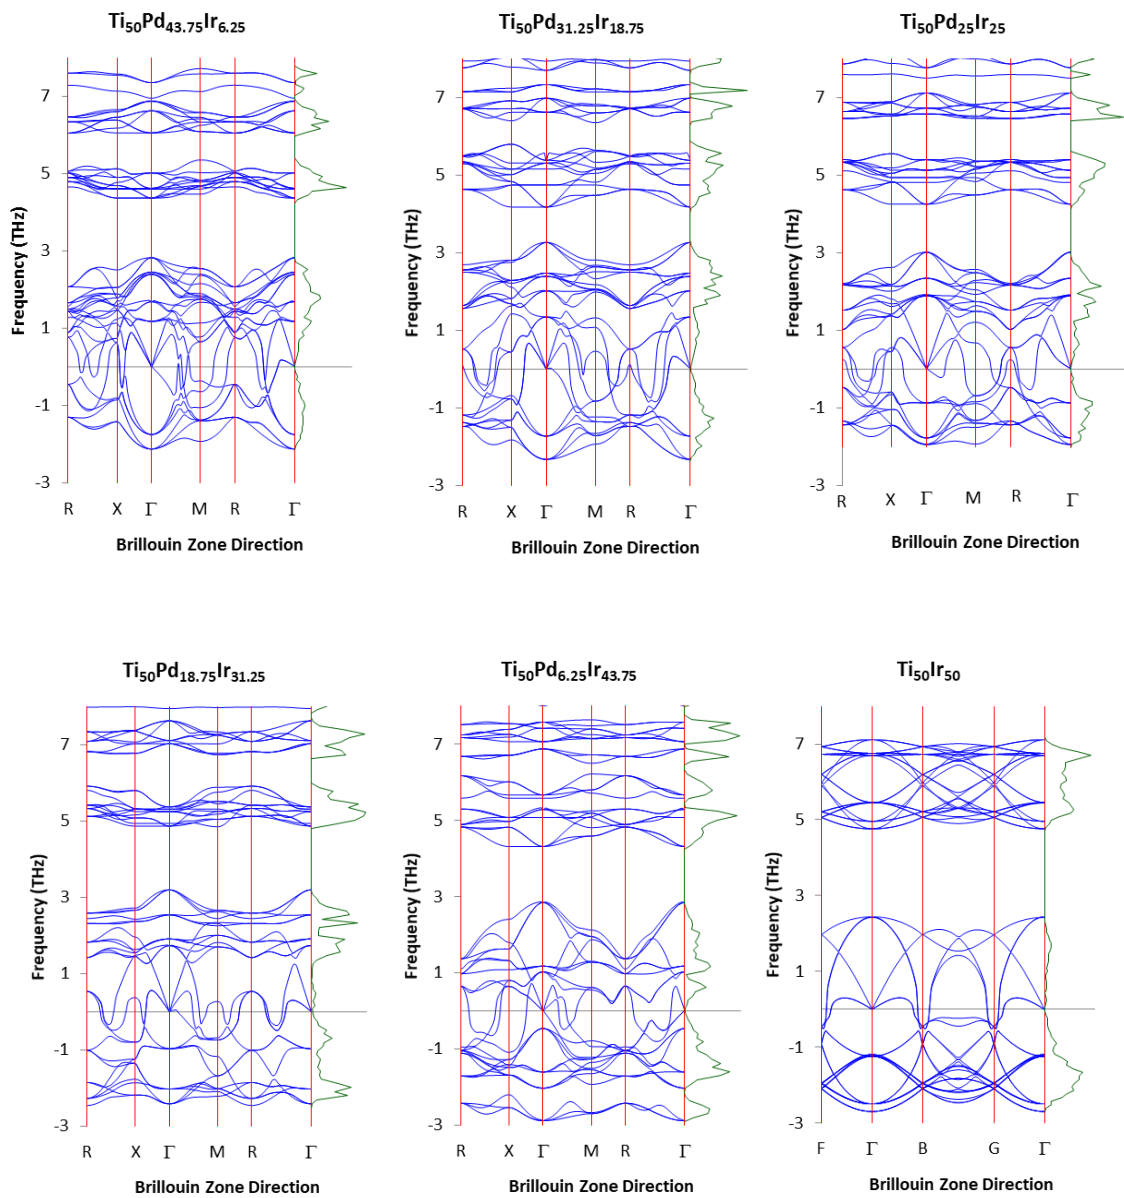 Ti50Pd43.75Ir6.25
Ti50Pd31.25Ir18.75
Ti50Pd25Ir25
Frequency (THz)
7
5
3
1
-1
-3
R X Γ M R Γ
Brillouin Zone Direction
Frequency (THz)
7
5
3
1
-1
-3
R X Γ M R Γ
Brillouin Zone Direction
Frequency (THz)
7
5
3
1
-1
-3
R X Γ M R Γ
Brillouin Zone Direction
Ti50Pd18.75Ir31.25
Ti50Pd6.25Ir43.75
Ti50Ir50
Frequency (THz)
7
5
3
1
-1
-3
R X Γ M R Γ
Brillouin Zone Direction
Frequency (THz)
7
5
3
1
-1
-3
R X Γ M R Γ
Brillouin Zone Direction
Frequency (THz)
7
5
3
1
-1
-3
F Γ B G Γ
Brillouin Zone Direction